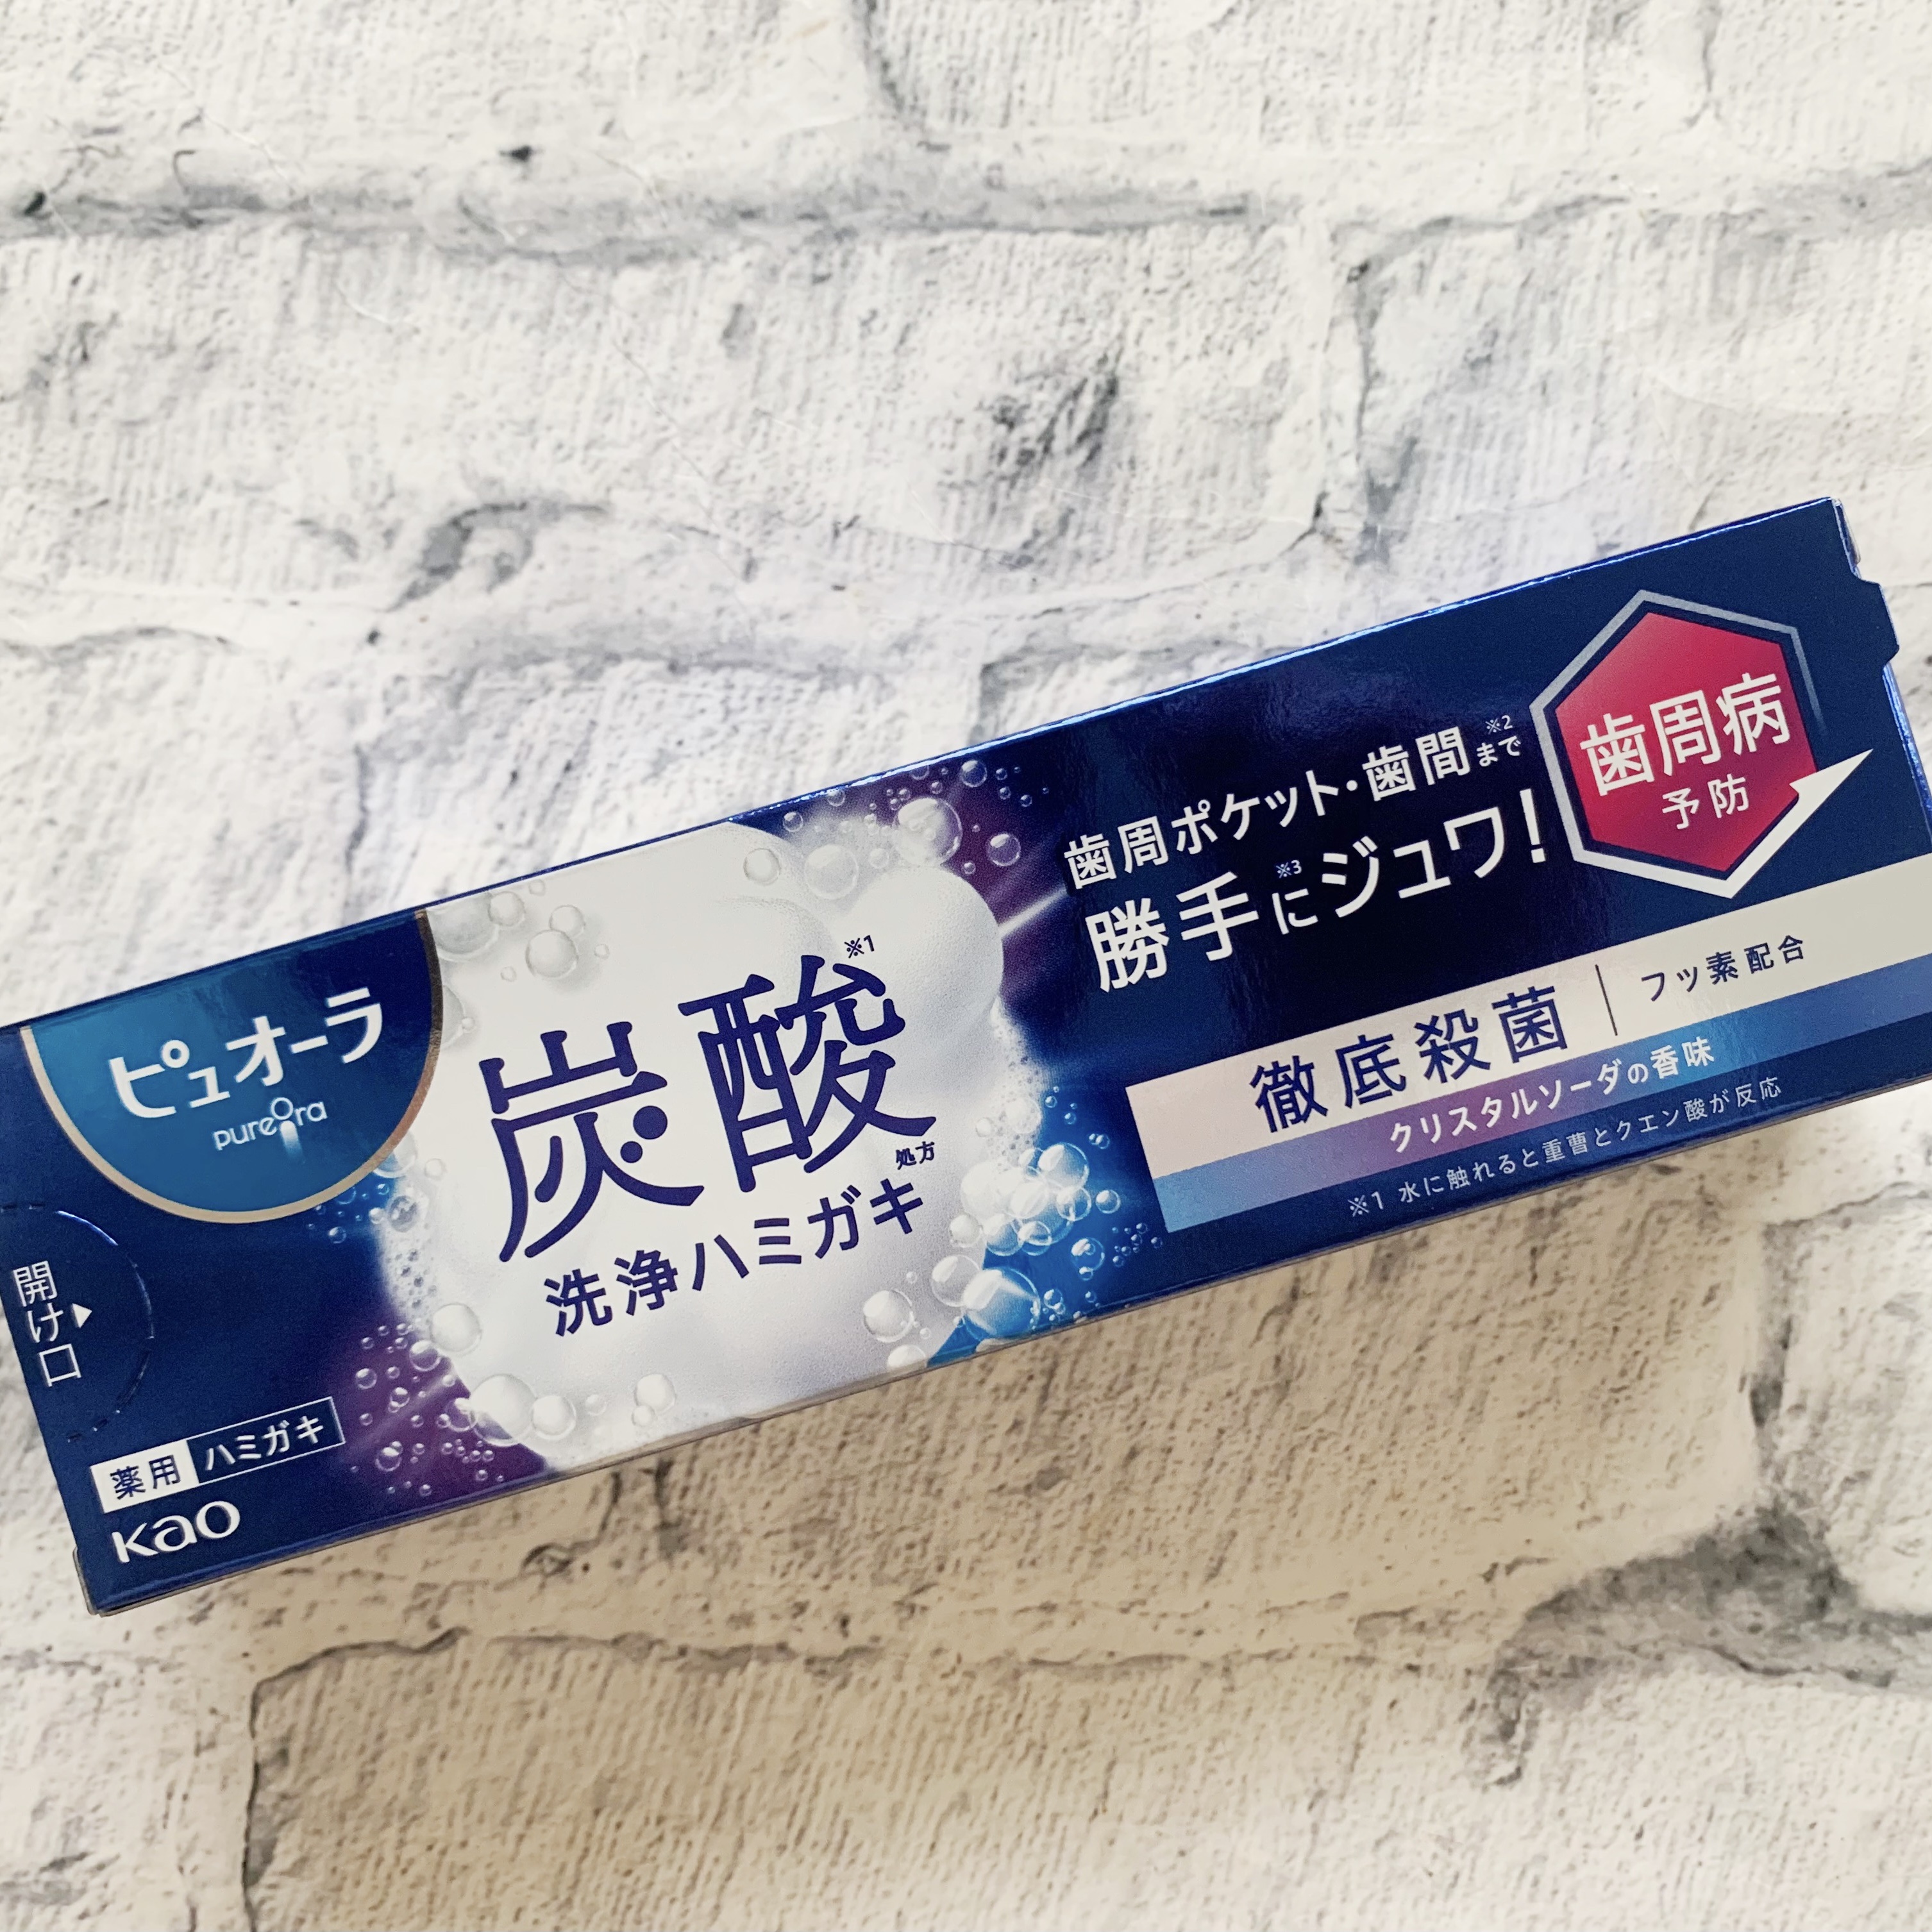 ピュオーラ
pureora
開け口
薬用 ハミガキ
Kao
炭酸※1
処方
洗浄ハミガキ
歯周ポケット・歯間まで※2
勝手に※3ジュワ!
歯周病
予防
徹底殺菌 | フッ素配合
クリスタルソーダの香味
※1 水に触れると重曹とクエン酸が反応